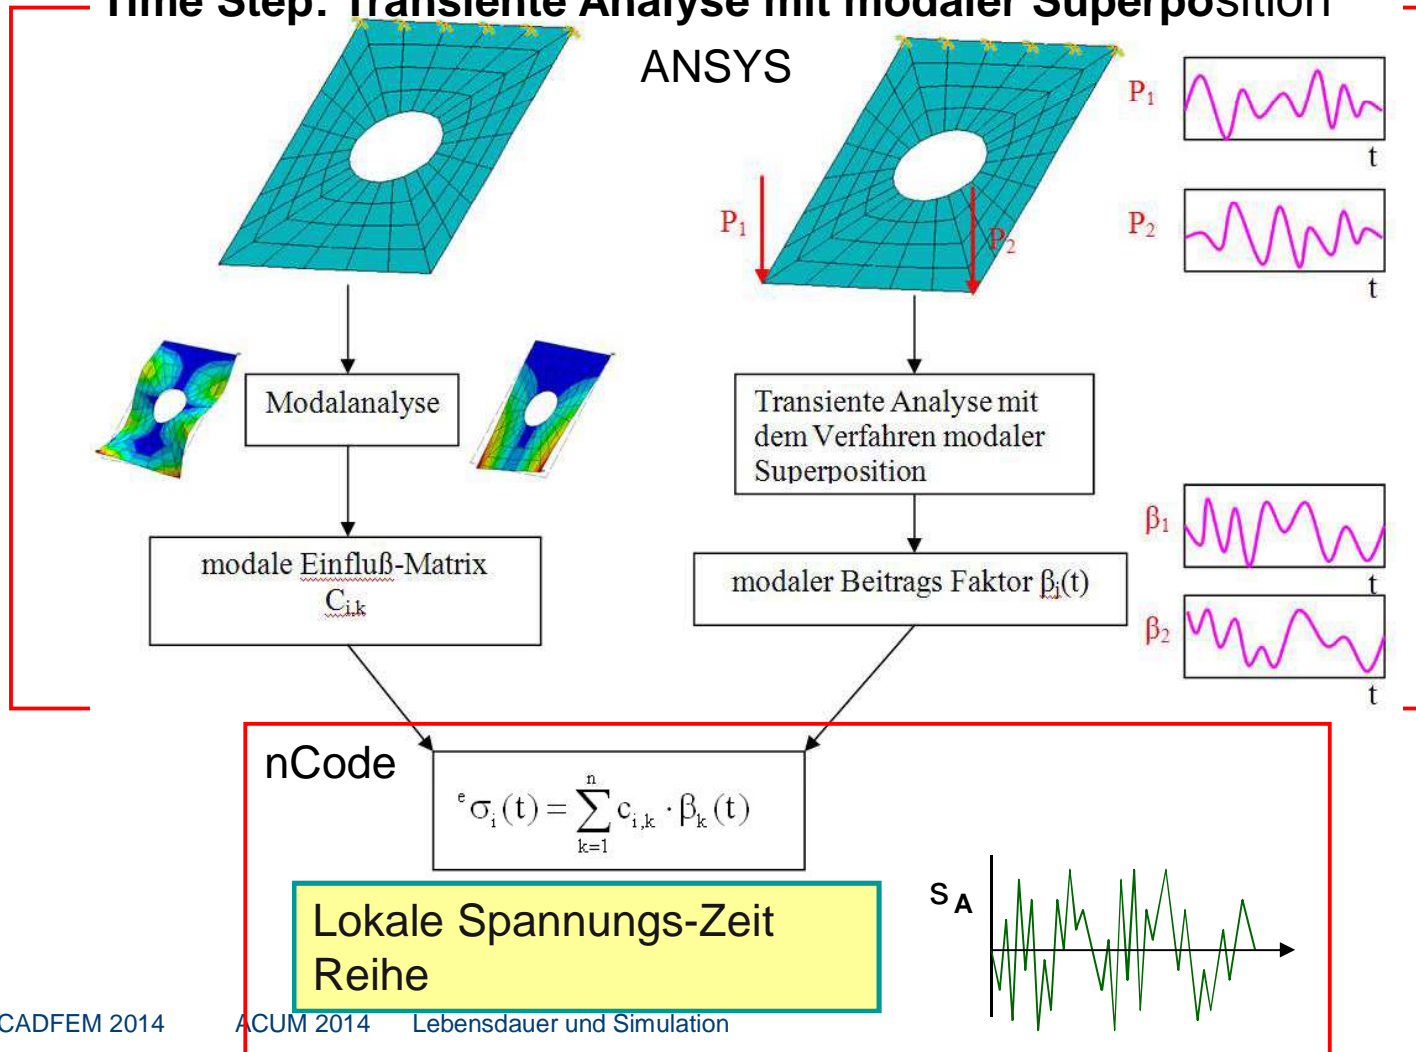 Time Step: Transiente Analyse mit modaler Superposition
ANSYS
P1
t
P2
t
P1
P2
Modalanalyse
Transiente Analyse mit
dem Verfahren modaler
Superposition
modale Einfluß-Matrix
Ci,k
modaler Beitrags Faktor βj(t)
β1
t
β2
t
nCode
eσi(t) = ∑ k=1 n ci,k · βk(t)
Lokale Spannungs-Zeit
Reihe
SA
CADFEM 2014 ACUM 2014 Lebensdauer und Simulation